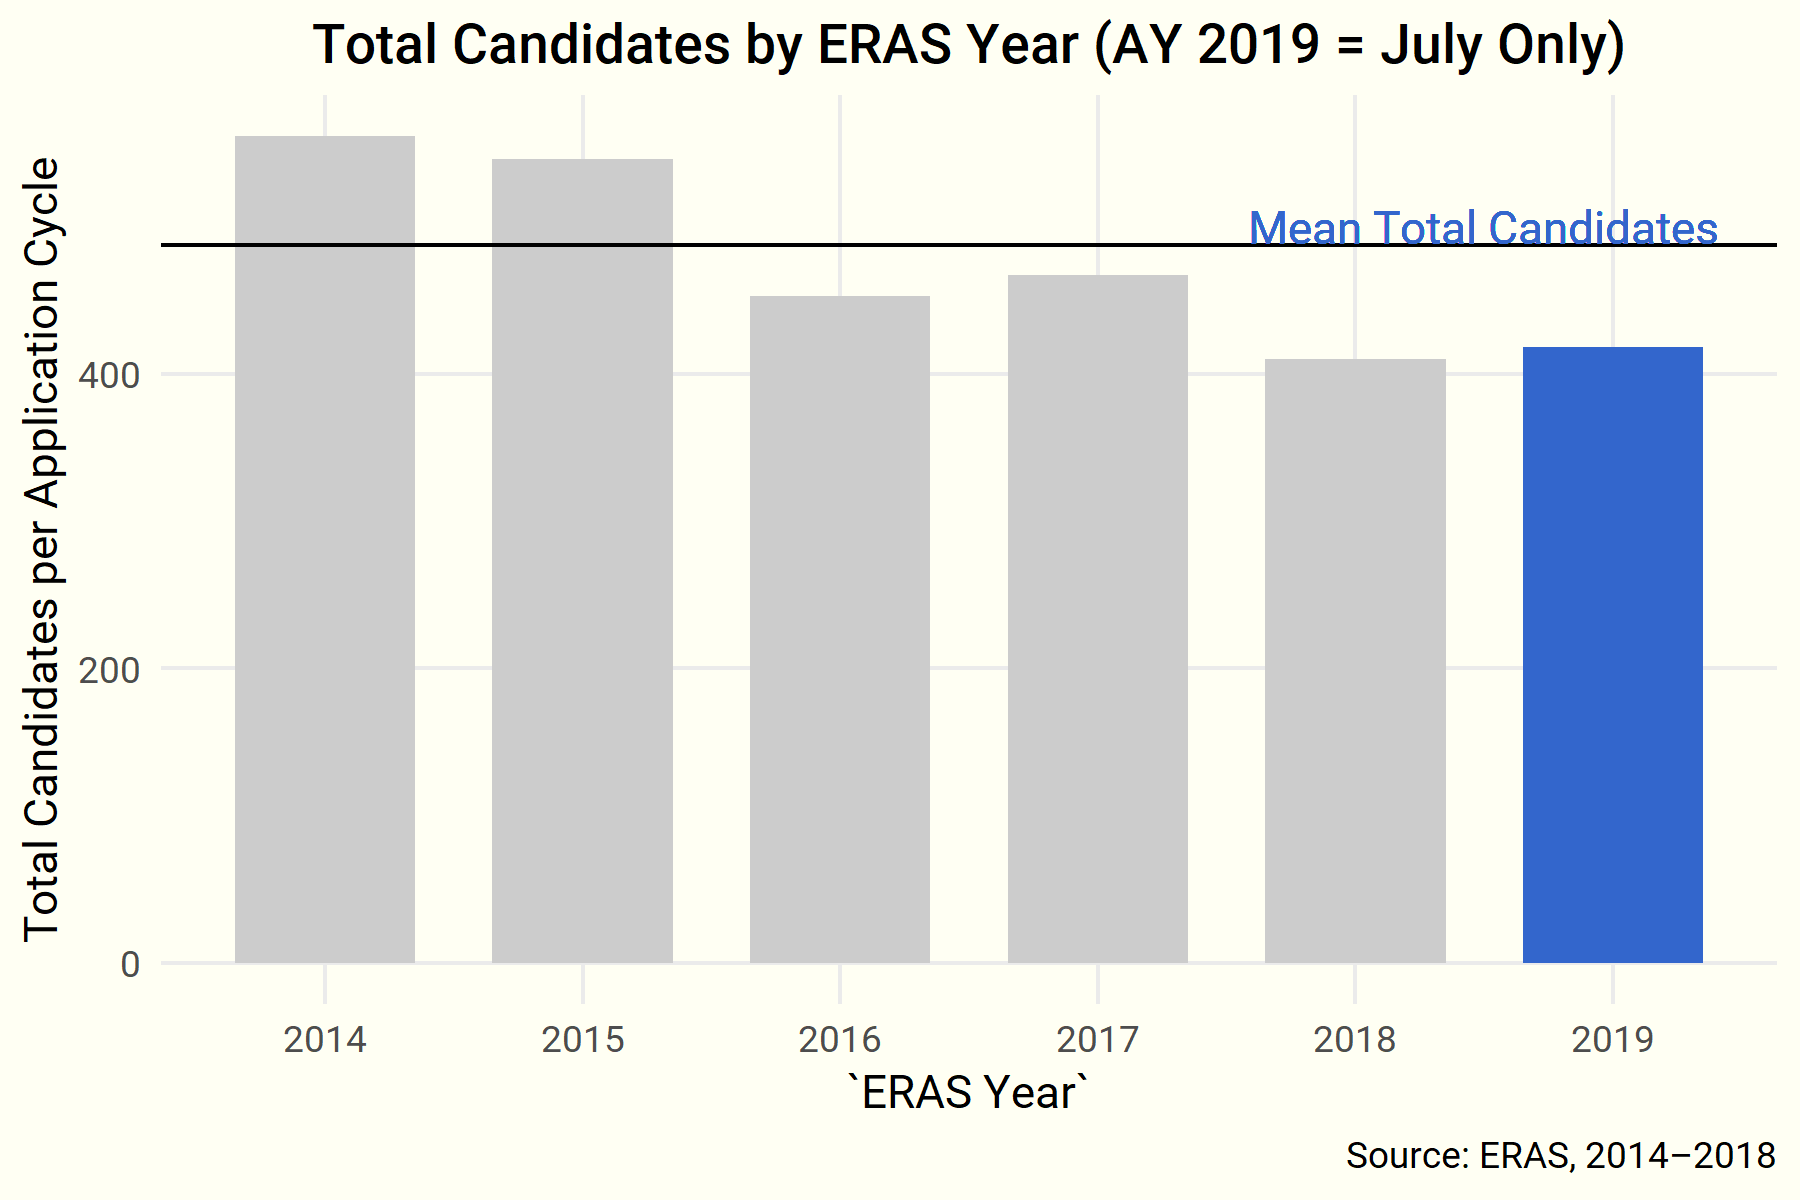 Total Candidates by ERAS Year (AY 2019 = July Only)
Total Candidates per Application Cycle
Mean Total Candidates
400
200
0
2014 2015 2016 2017 2018 2019
`ERAS Year`
Source: ERAS, 2014–2018